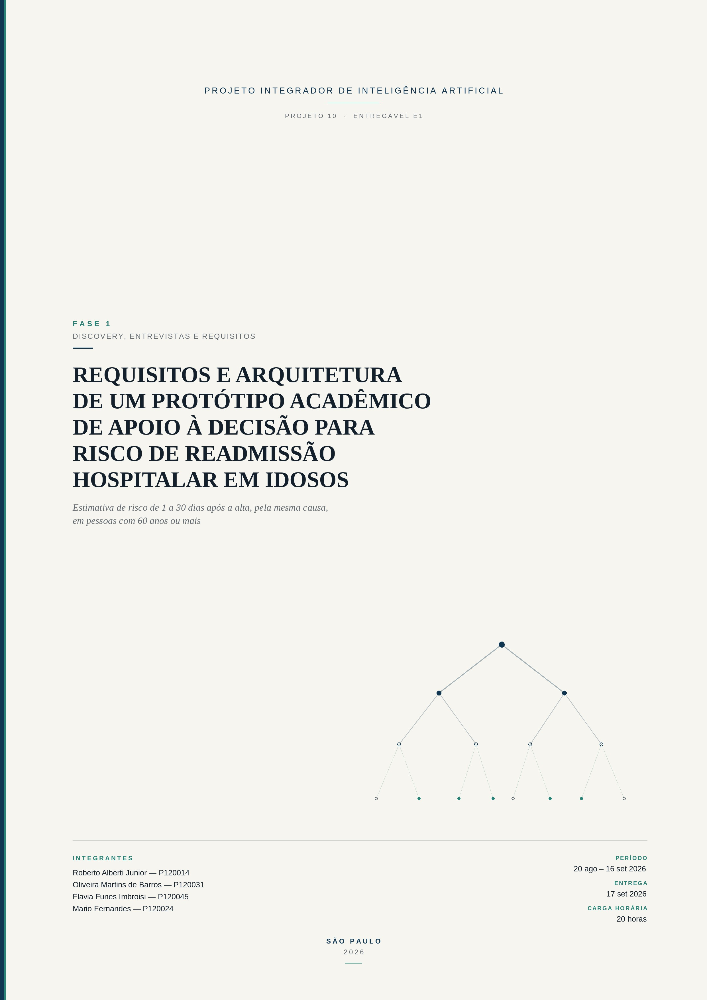 PROJETO INTEGRADOR DE INTELIGÊNCIA ARTIFICIAL
PROJETO 10 · ENTREGÁVEL E1
FASE 1
DISCOVERY, ENTREVISTAS E REQUISITOS
REQUISITOS E ARQUITETURA
DE UM PROTÓTIPO ACADÊMICO
DE APOIO À DECISÃO PARA
RISCO DE READMISSÃO
HOSPITALAR EM IDOSOS
Estimativa de risco de 1 a 30 dias após a alta, pela mesma causa,
em pessoas com 60 anos ou mais
INTEGRANTES
Roberto Alberti Junior — P120014
Oliveira Martins de Barros — P120031
Flavia Funes Imbroisi — P120045
Mario Fernandes — P120024
PERÍODO
20 ago – 16 set 2026
ENTREGA
17 set 2026
CARGA HORÁRIA
20 horas
SÃO PAULO
2026